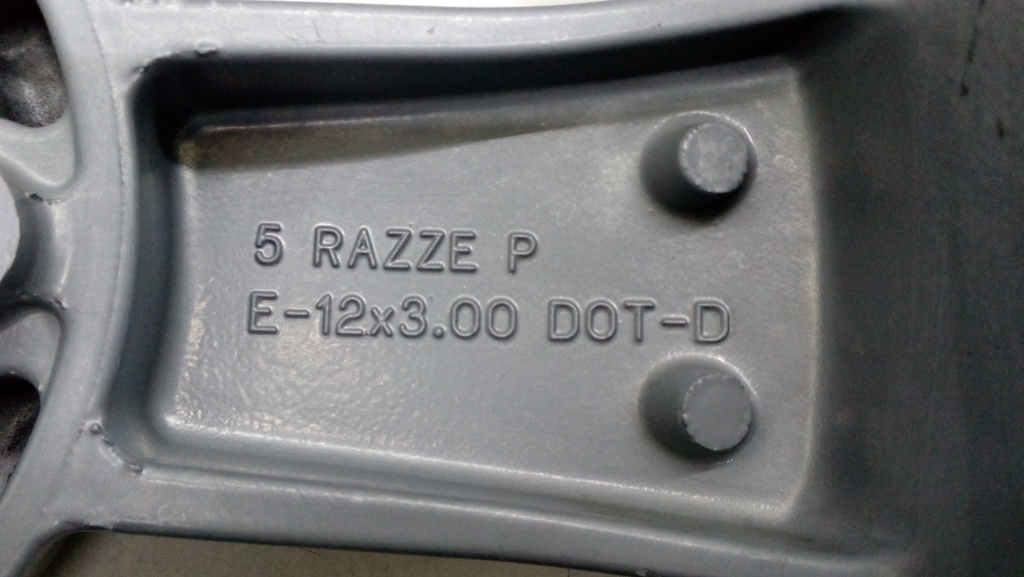 5 RAZZE P
E-12x3.00 DOT-D